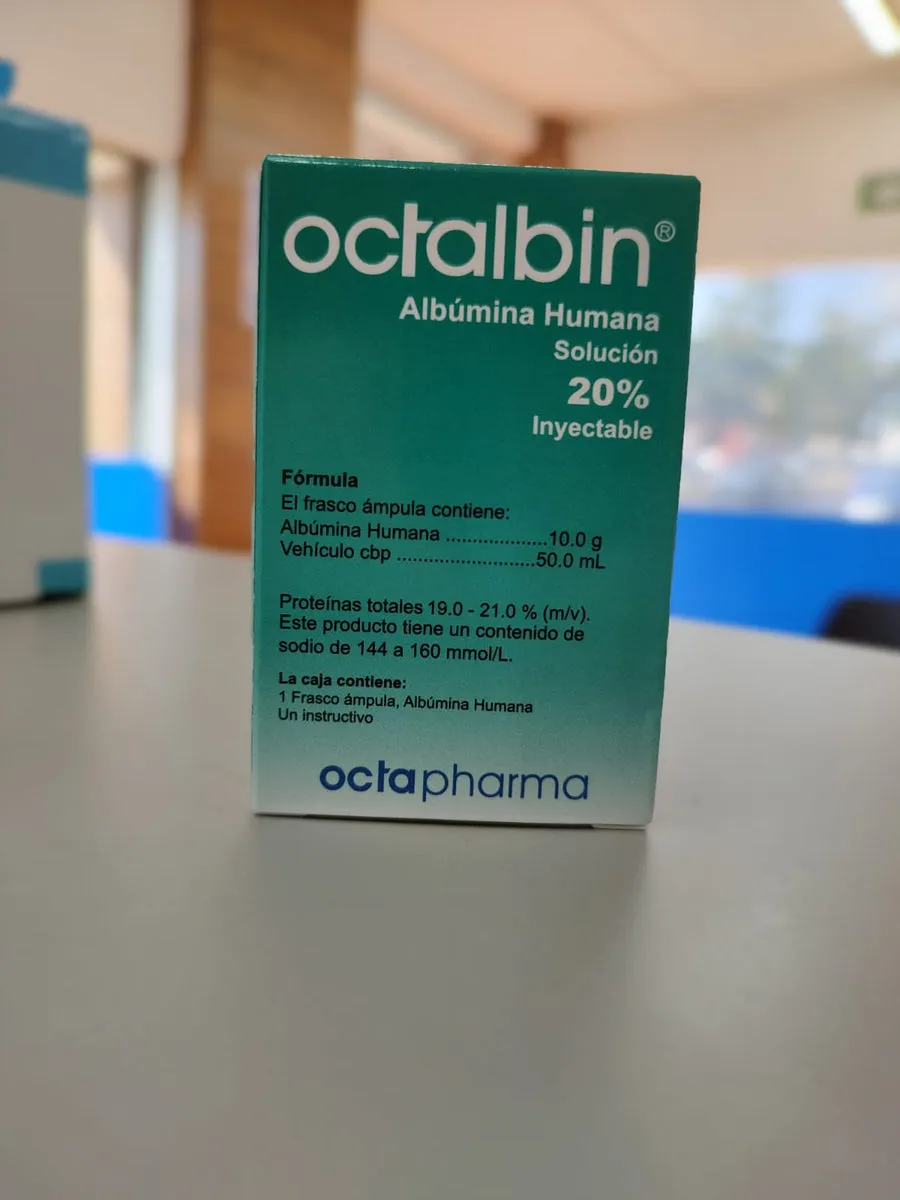 octalbin®
Albúmina Humana
Solución
20%
Inyectable
Fórmula
El frasco ámpula contiene:
Albúmina Humana ...................10.0 g
Vehículo cbp ..........................50.0 mL
Proteínas totales 19.0 - 21.0 % (m/v).
Este producto tiene un contenido de
sodio de 144 a 160 mmol/L.
La caja contiene:
1 Frasco ámpula, Albúmina Humana
Un instructivo
octapharma